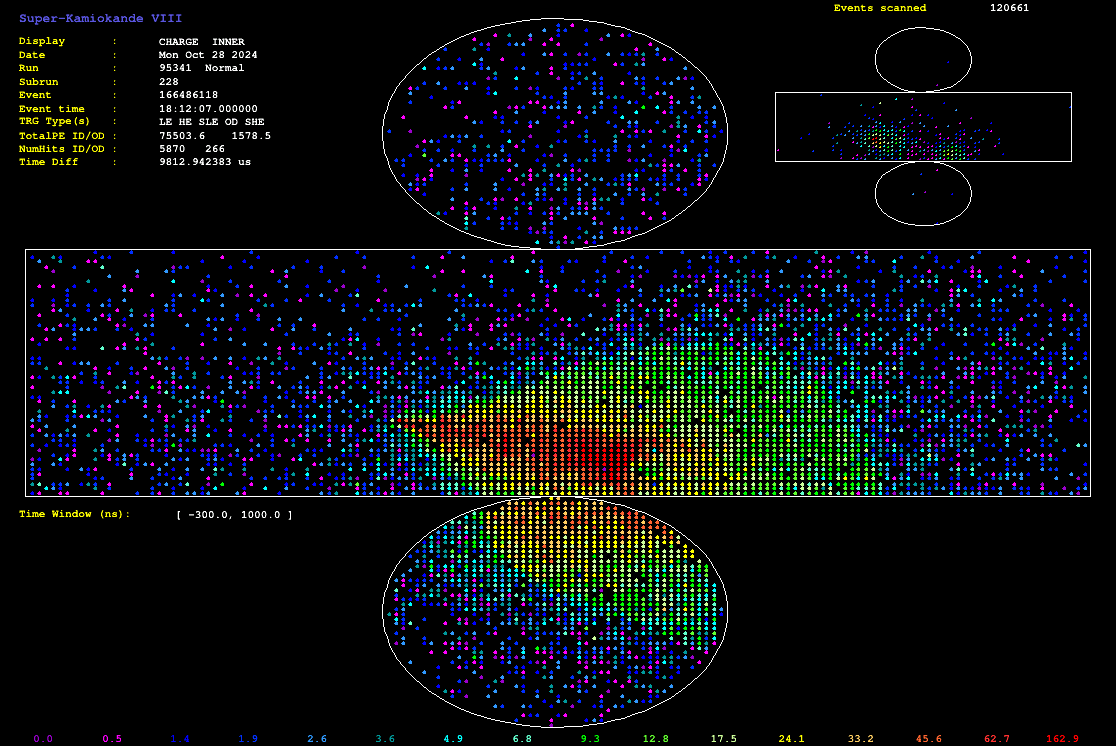 Super-Kamiokande VIII
Events scanned 120661
Display : CHARGE INNER
Date : Mon Oct 28 2024
Run : 95341 Normal
Subrun : 228
Event : 166486118
Event time : 18:12:07.000000
TRG Type(s) : LE HE SLE OD SHE
TotalPE ID/OD : 75503.6 1578.5
NumHits ID/OD : 5870 266
Time Diff : 9812.942383 us
Time Window (ns): [ -300.0, 1000.0 ]
0.0 0.5 1.4 1.9 2.6 3.6 4.9 6.8 9.3 12.8 17.5 24.1 33.2 45.6 62.7 162.9